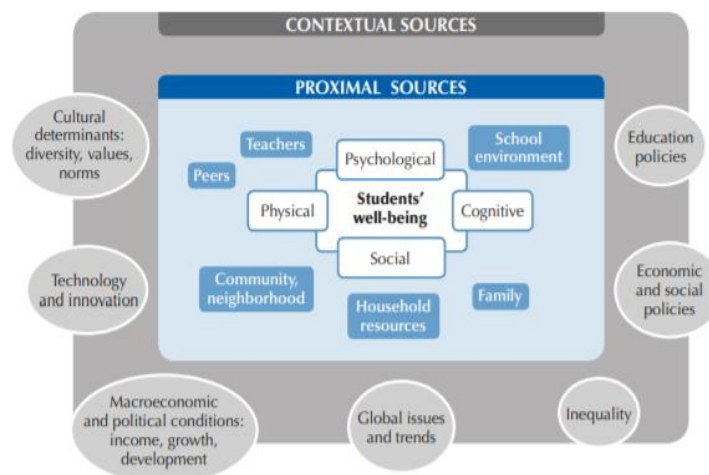 CONTEXTUAL SOURCES
PROXIMAL SOURCES
Cultural
determinants:
diversity, values,
norms
Teachers
Peers
Psychological
School
environment
Education
policies
Physical
Students'
well-being
Cognitive
Social
Technology
and innovation
Community,
neighborhood
Household
resources
Family
Economic
and social
policies
Macroeconomic
and political conditions:
income, growth,
development
Global issues
and trends
Inequality